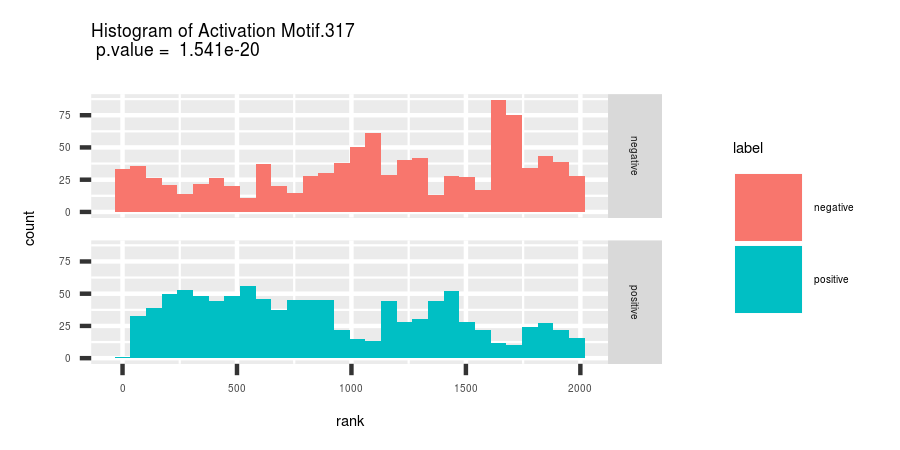 Histogram of Activation Motif.317
p.value = 1.541e-20
count
75
50
25
0
negative
75
50
25
0
positive
0
500
1000
1500
2000
rank
label
negative
positive